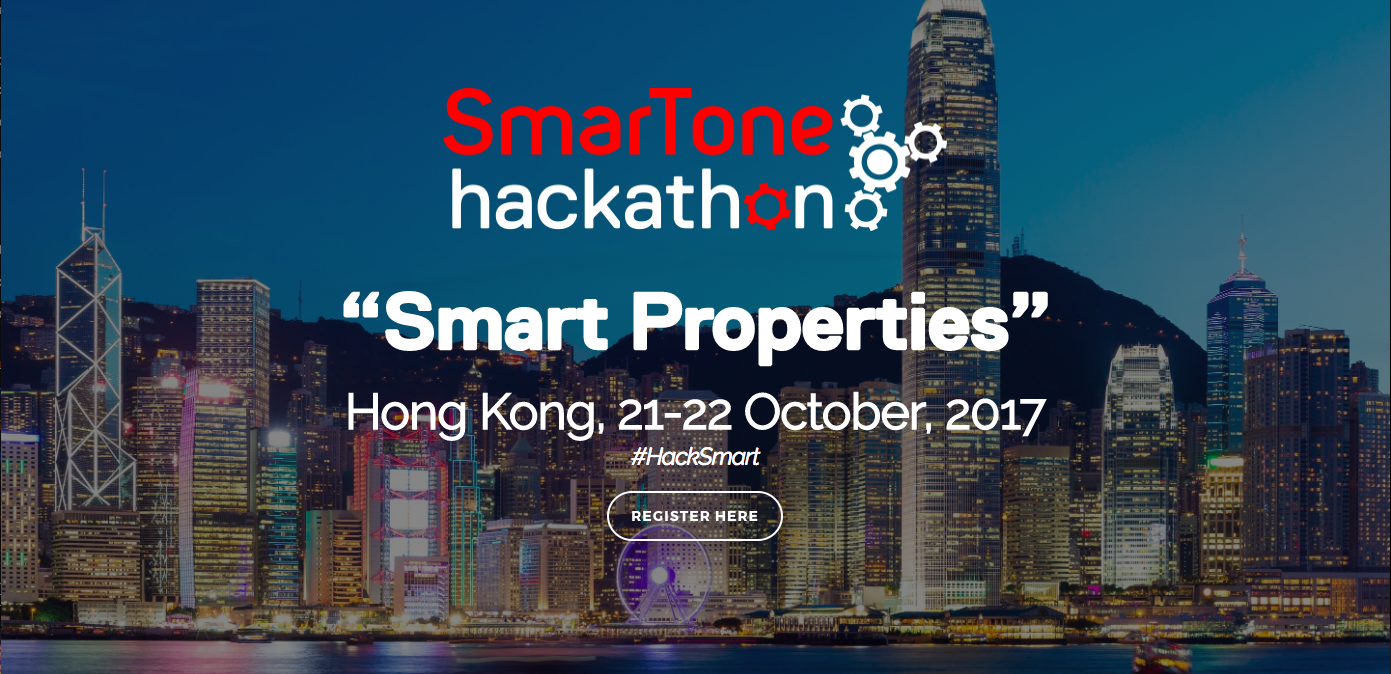 SmarTone
hackathon
“Smart Properties”
Hong Kong, 21-22 October, 2017
#HackSmart
REGISTER HERE